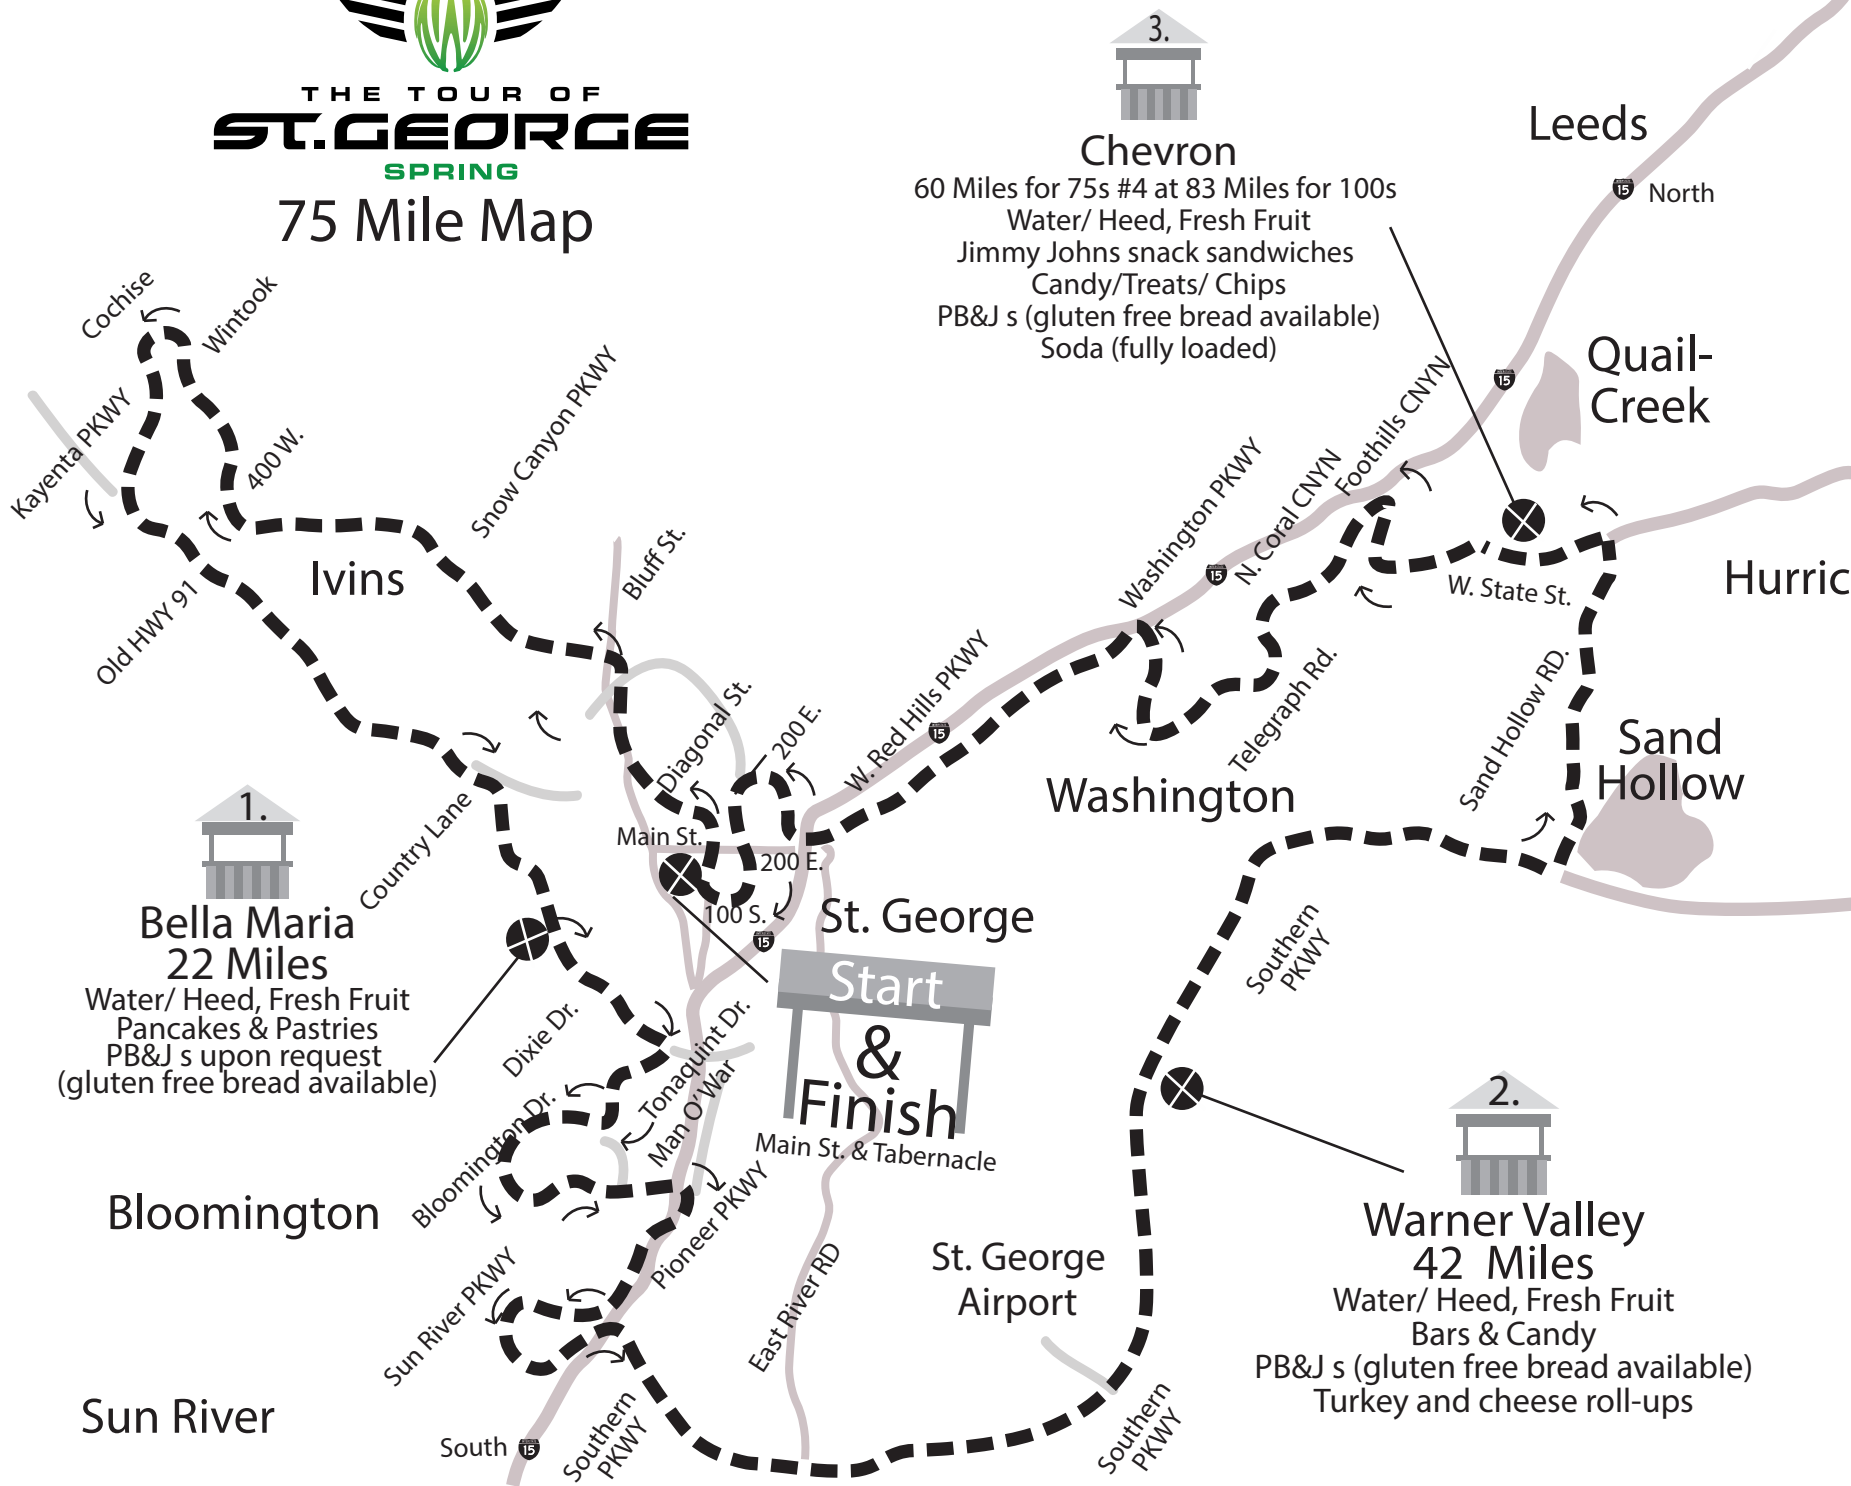 THE TOUR OF
ST.GEORGE
SPRING
75 Mile Map
3.
Chevron
60 Miles for 75s #4 at 83 Miles for 100s
Water/ Heed, Fresh Fruit
Jimmy Johns snack sandwiches
Candy/Treats/ Chips
PB&J s (gluten free bread available)
Soda (fully loaded)
Leeds
15
North
Quail-
Creek
15
Cochise
Wintook
Kayenta PKWY
400 W.
Snow Canyon PKWY
Ivins
Old HWY 91
Bluff St.
Washington PKWY
15
N. Coral CNYN
Foothills CNYN
W. State St.
Hurric
Telegraph Rd.
Sand Hollow RD.
Sand
Hollow
Washington
W. Red Hills PKWY
15
Diagonal St.
200 E.
Main St.
200 E.
100 S.
15
St. George
Start
&
Finish
Main St. & Tabernacle
1.
Bella Maria
22 Miles
Water/ Heed, Fresh Fruit
Pancakes & Pastries
PB&J s upon request
(gluten free bread available)
Country Lane
Dixie Dr.
Tonaquint Dr.
Man O' War
Bloomington Dr.
Bloomington
Pioneer PKWY
Sun River PKWY
Sun River
South
15
Southern
PKWY
East River RD
St. George
Airport
Southern
PKWY
Southern
PKWY
2.
Warner Valley
42 Miles
Water/ Heed, Fresh Fruit
Bars & Candy
PB&J s (gluten free bread available)
Turkey and cheese roll-ups